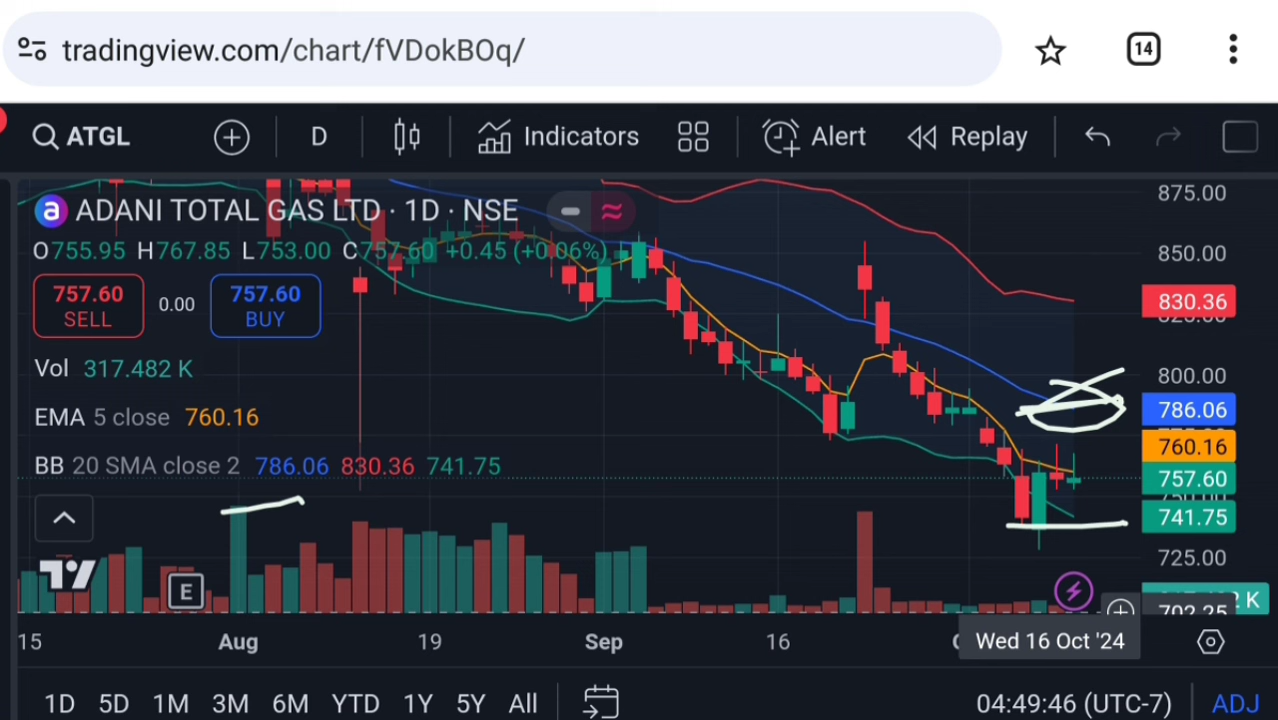 tradingview.com/chart/fVDokBOq/
14
ATGL
D
Indicators
Alert
Replay
ADANI TOTAL GAS LTD · 1D · NSE
O755.95 H767.85 L753.00 C757.60 +0.45 (+0.06%)
757.60
SELL
0.00
757.60
BUY
Vol 317.482 K
EMA 5 close 760.16
BB 20 SMA close 2 786.06 830.36 741.75
E
875.00
850.00
830.36
825.00
800.00
786.06
760.16
757.60
750.00
741.75
725.00
K
702.25
15
Aug
19
Sep
16
Wed 16 Oct '24
1D 5D 1M 3M 6M YTD 1Y 5Y All
04:49:46 (UTC-7)
ADJ